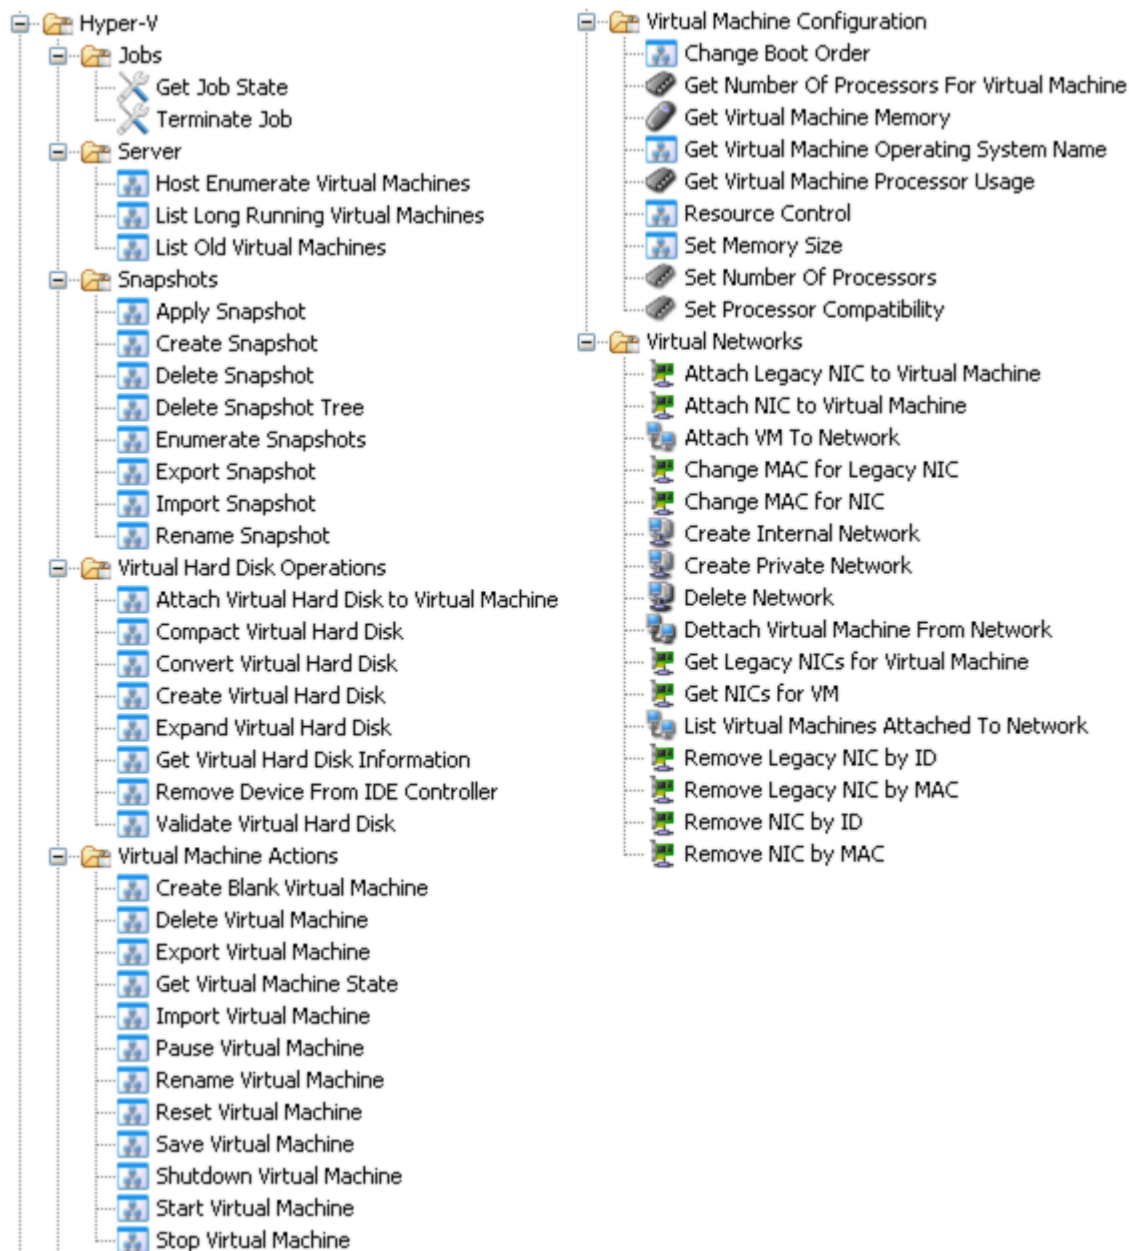 Hyper-V
Jobs
Get Job State
Terminate Job
Server
Host Enumerate Virtual Machines
List Long Running Virtual Machines
List Old Virtual Machines
Snapshots
Apply Snapshot
Create Snapshot
Delete Snapshot
Delete Snapshot Tree
Enumerate Snapshots
Export Snapshot
Import Snapshot
Rename Snapshot
Virtual Hard Disk Operations
Attach Virtual Hard Disk to Virtual Machine
Compact Virtual Hard Disk
Convert Virtual Hard Disk
Create Virtual Hard Disk
Expand Virtual Hard Disk
Get Virtual Hard Disk Information
Remove Device From IDE Controller
Validate Virtual Hard Disk
Virtual Machine Actions
Create Blank Virtual Machine
Delete Virtual Machine
Export Virtual Machine
Get Virtual Machine State
Import Virtual Machine
Pause Virtual Machine
Rename Virtual Machine
Reset Virtual Machine
Save Virtual Machine
Shutdown Virtual Machine
Start Virtual Machine
Stop Virtual Machine
Virtual Machine Configuration
Change Boot Order
Get Number Of Processors For Virtual Machine
Get Virtual Machine Memory
Get Virtual Machine Operating System Name
Get Virtual Machine Processor Usage
Resource Control
Set Memory Size
Set Number Of Processors
Set Processor Compatibility
Virtual Networks
Attach Legacy NIC to Virtual Machine
Attach NIC to Virtual Machine
Attach VM To Network
Change MAC for Legacy NIC
Change MAC for NIC
Create Internal Network
Create Private Network
Delete Network
Dettach Virtual Machine From Network
Get Legacy NICs for Virtual Machine
Get NICs for VM
List Virtual Machines Attached To Network
Remove Legacy NIC by ID
Remove Legacy NIC by MAC
Remove NIC by ID
Remove NIC by MAC